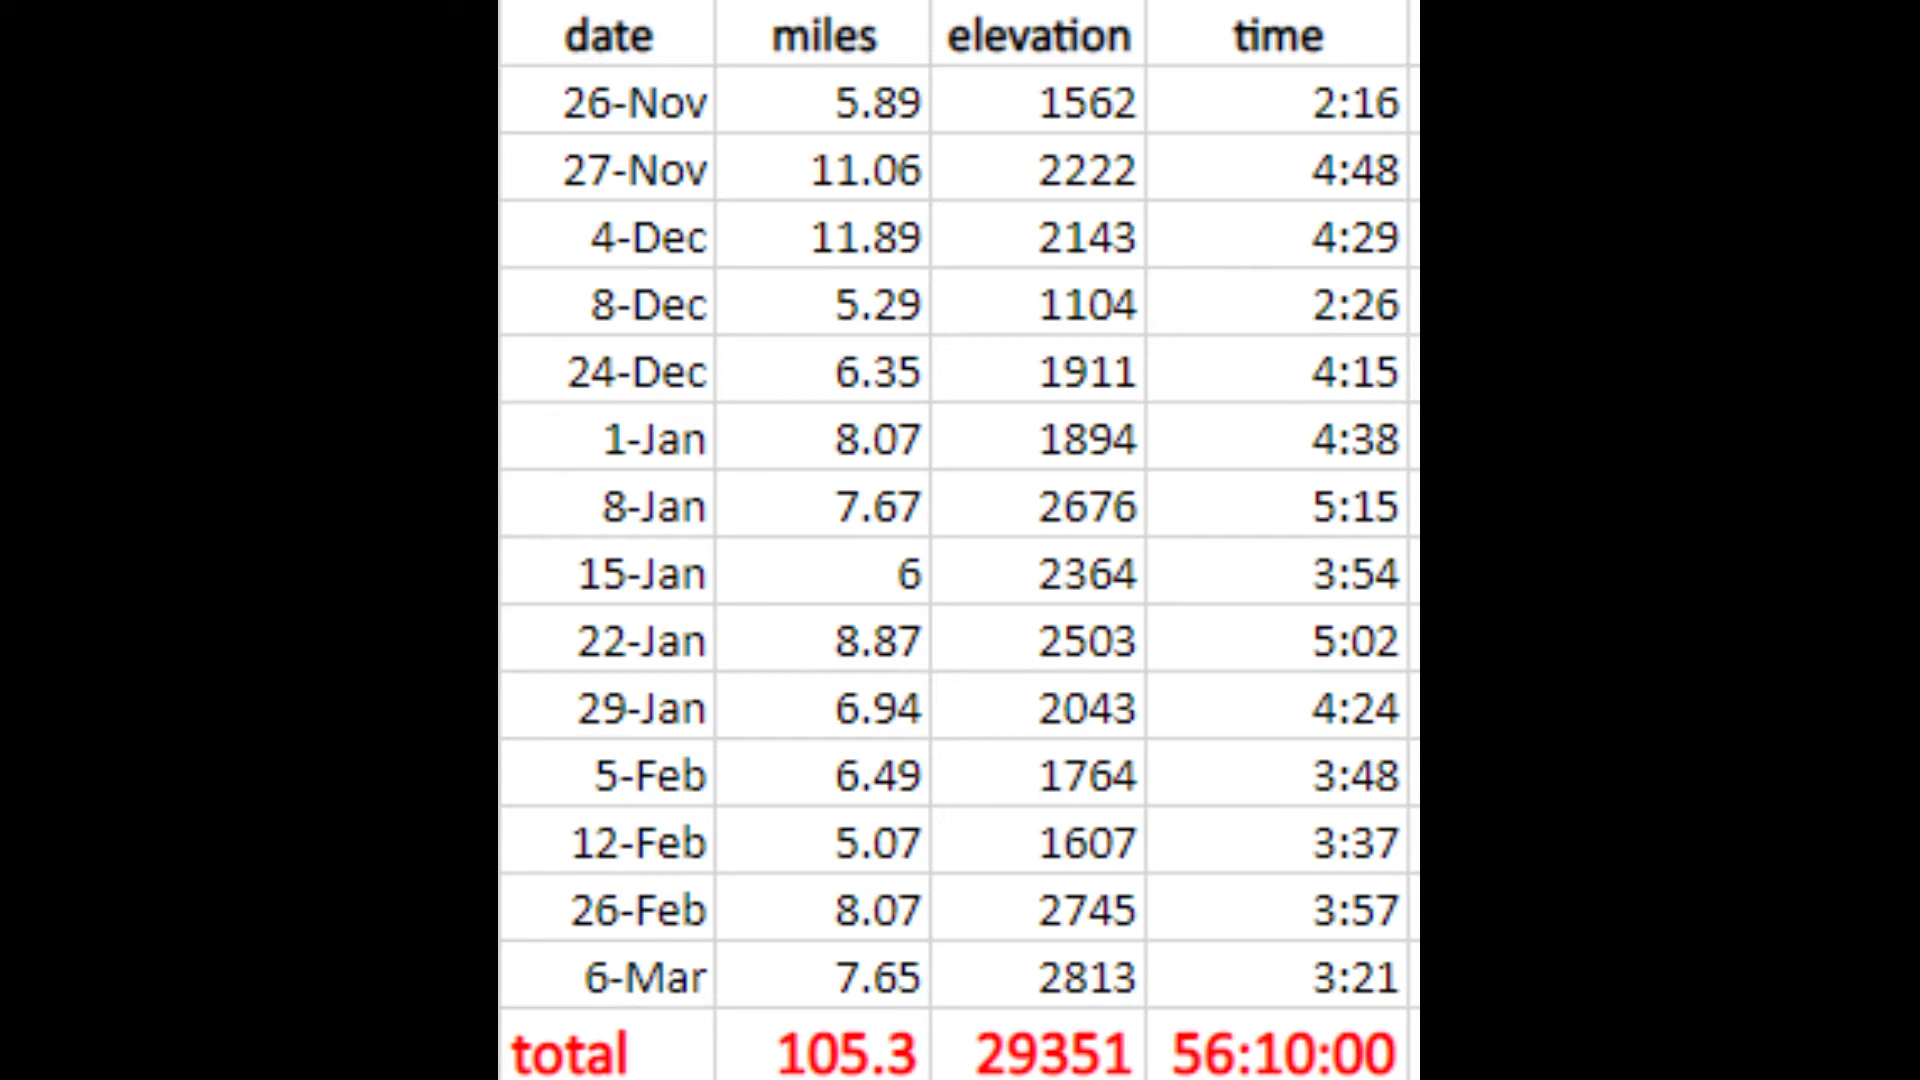 date miles elevation time
26-Nov 5.89 1562 2:16
27-Nov 11.06 2222 4:48
4-Dec 11.89 2143 4:29
8-Dec 5.29 1104 2:26
24-Dec 6.35 1911 4:15
1-Jan 8.07 1894 4:38
8-Jan 7.67 2676 5:15
15-Jan 6 2364 3:54
22-Jan 8.87 2503 5:02
29-Jan 6.94 2043 4:24
5-Feb 6.49 1764 3:48
12-Feb 5.07 1607 3:37
26-Feb 8.07 2745 3:57
6-Mar 7.65 2813 3:21
total 105.3 29351 56:10:00